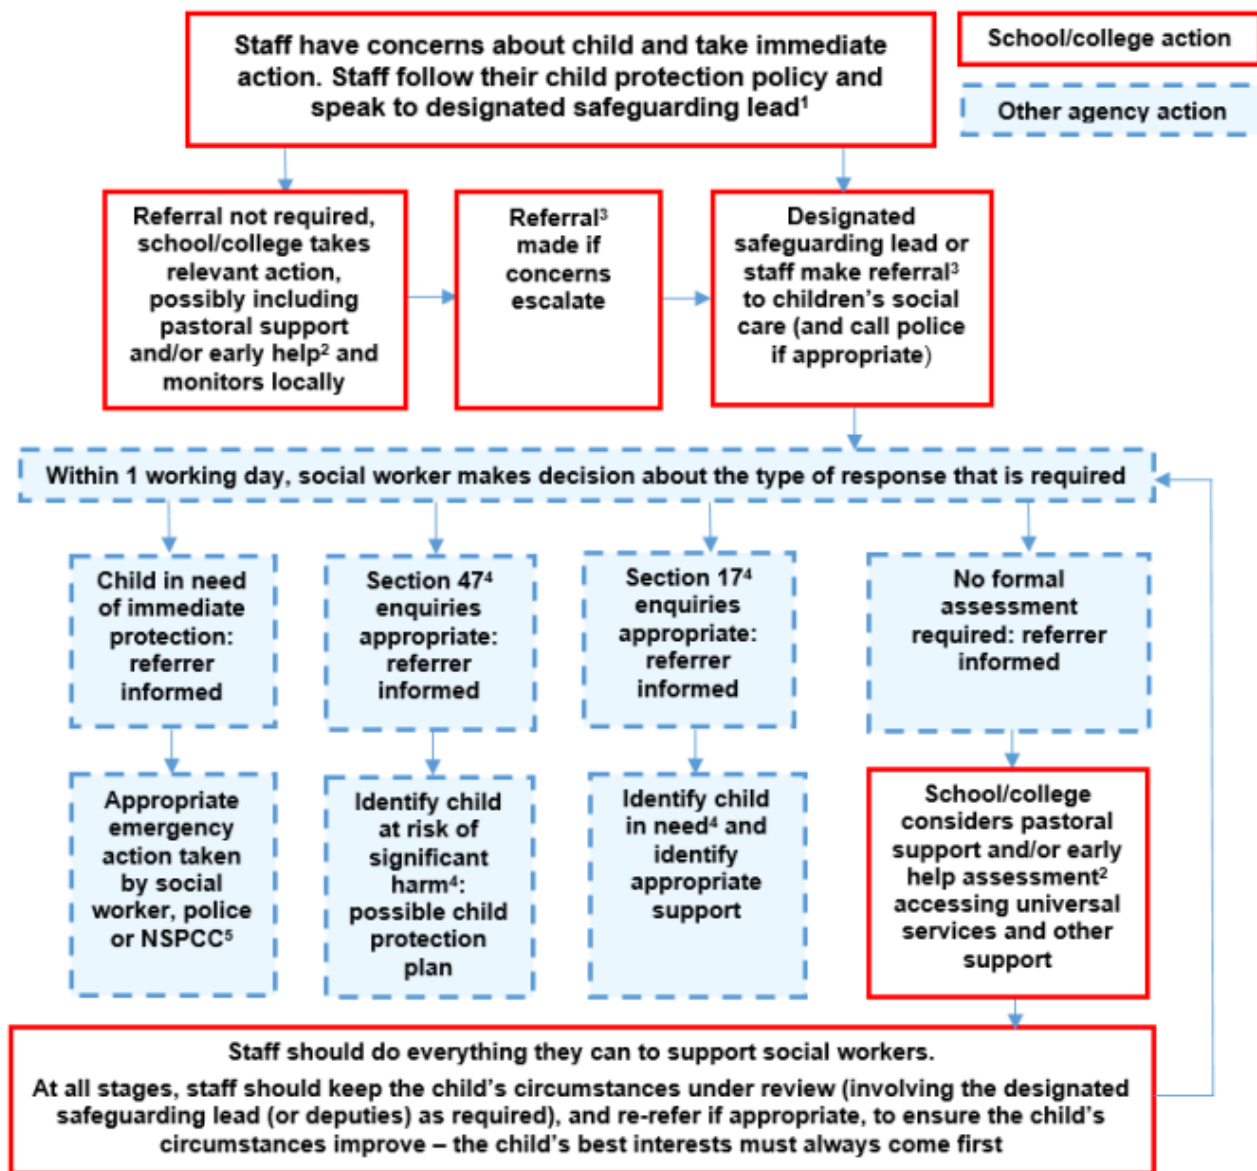 Staff have concerns about child and take immediate
action. Staff follow their child protection policy and
speak to designated safeguarding lead¹
School/college action
Other agency action
Referral not required,
school/college takes
relevant action,
possibly including
pastoral support
and/or early help² and
monitors locally
Referral³
made if
concerns
escalate
Designated
safeguarding lead or
staff make referral³
to children's social
care (and call police
if appropriate)
Within 1 working day, social worker makes decision about the type of response that is required
Child in need
of immediate
protection:
referrer
informed
Section 47⁴
enquiries
appropriate:
referrer
informed
Section 17⁴
enquiries
appropriate:
referrer
informed
No formal
assessment
required: referrer
informed
Appropriate
emergency
action taken
by social
worker, police
or NSPCC⁵
Identify child
at risk of
significant
harm⁴:
possible child
protection
plan
Identify child
in need⁴ and
identify
appropriate
support
School/college
considers pastoral
support and/or early
help assessment²
accessing universal
services and other
support
Staff should do everything they can to support social workers.
At all stages, staff should keep the child's circumstances under review (involving the designated
safeguarding lead (or deputies) as required), and re-refer if appropriate, to ensure the child's
circumstances improve – the child's best interests must always come first